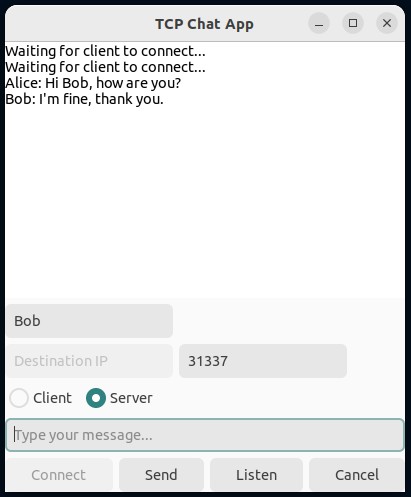 TCP Chat App
Waiting for client to connect...
Waiting for client to connect...
Alice: Hi Bob, how are you?
Bob: I'm fine, thank you.
Bob
Destination IP 31337
Client Server
Type your message...
Connect Send Listen Cancel